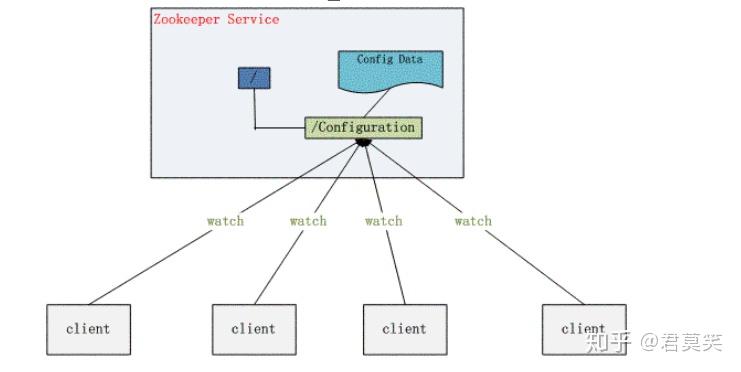 Zookeeper Service
Config Data
/
/Configuration
watch
watch
watch
watch
client
client
client
client
知乎 @君莫笑